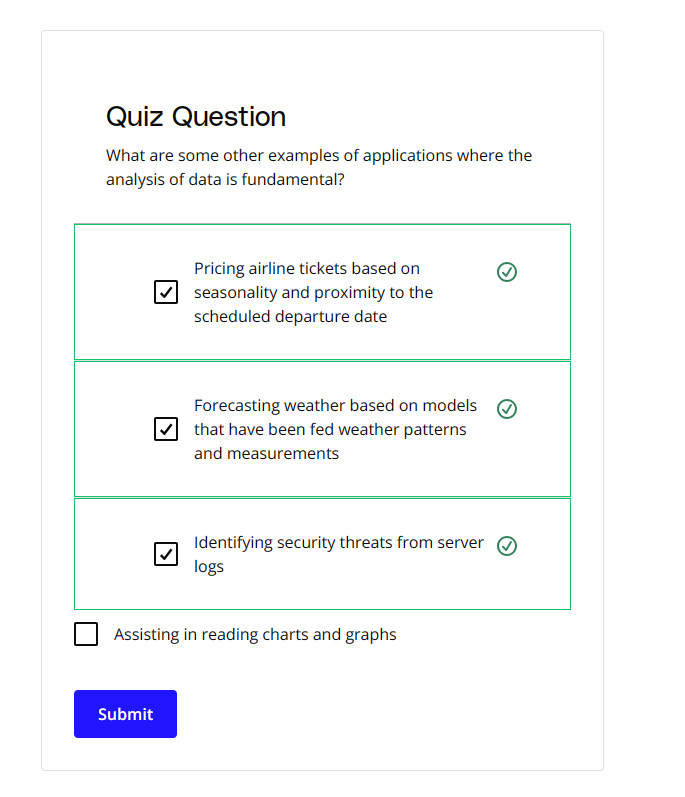 Quiz Question
What are some other examples of applications where the
analysis of data is fundamental?
Pricing airline tickets based on
seasonality and proximity to the
scheduled departure date
Forecasting weather based on models
that have been fed weather patterns
and measurements
Identifying security threats from server
logs
Assisting in reading charts and graphs
Submit